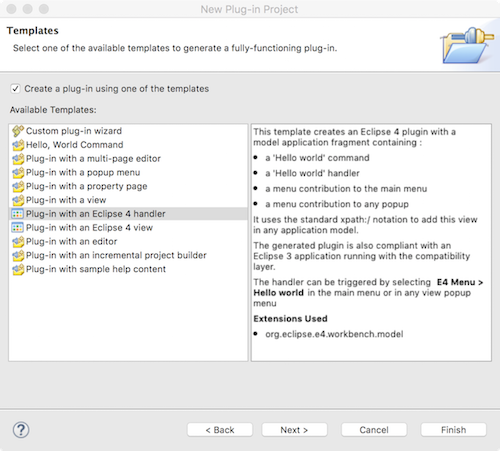 New Plug-in Project
Templates
Select one of the available templates to generate a fully-functioning plug-in.
Create a plug-in using one of the templates
Available Templates:
Custom plug-in wizard
Hello, World Command
Plug-in with a multi-page editor
Plug-in with a popup menu
Plug-in with a property page
Plug-in with a view
Plug-in with an Eclipse 4 handler
Plug-in with an Eclipse 4 view
Plug-in with an editor
Plug-in with an incremental project builder
Plug-in with sample help content
This template creates an Eclipse 4 plugin with a
model application fragment containing :
• a 'Hello world' command
• a 'Hello world' handler
• a menu contribution to the main menu
• a menu contribution to any popup
It uses the standard xpath:/ notation to add this view
in any application model.
The generated plugin is also compliant with an
Eclipse 3 application running with the compatibility
layer.
The handler can be triggered by selecting E4 Menu >
Hello world in the main menu or in any view popup
menu
Extensions Used
• org.eclipse.e4.workbench.model
?
< Back
Next >
Cancel
Finish